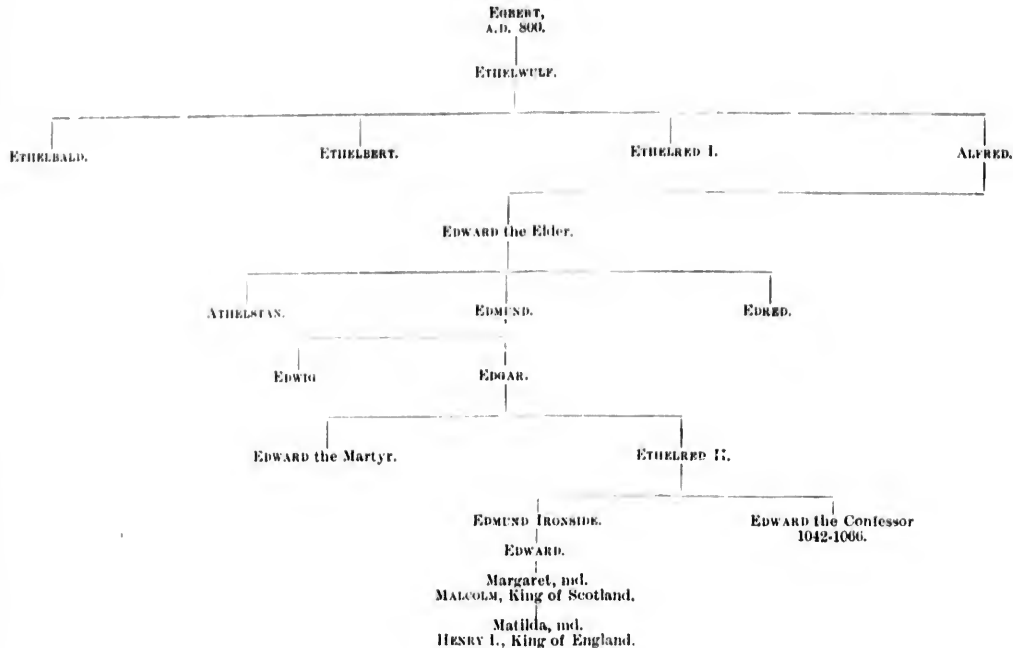 EGBERT,
A.D. 800.
ETHELWULF.
ETHELBALD. ETHELBERT. ETHELRED I. ALFRED.
EDWARD the Elder.
ATHELSTAN. EDMUND. EDRED.
EDWIG EDGAR.
EDWARD the Martyr. ETHELRED II.
EDMUND IRONSIDE. EDWARD the Confessor
1042-1066.
EDWARD.
Margaret, md.
MALCOLM, King of Scotland.
Matilda, md.
HENRY I., King of England.